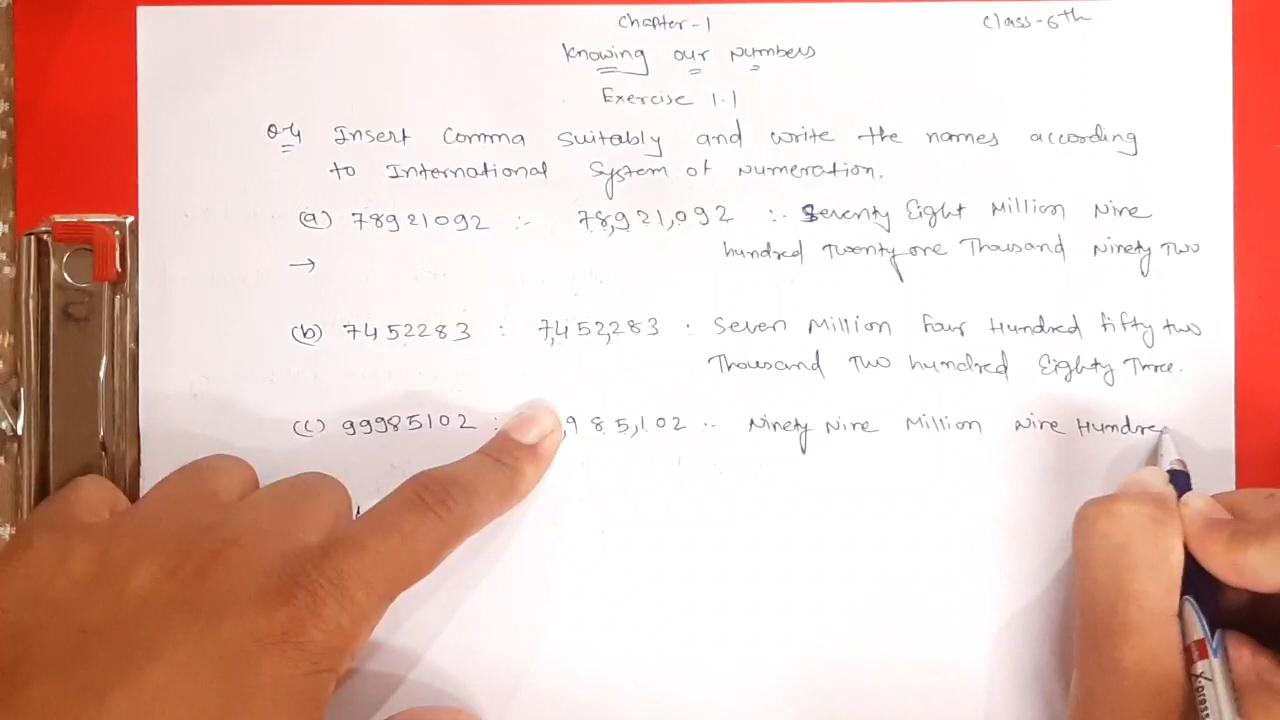 Chapter-1
Class-6th
Knowing our Numbers
Exercise 1.1
Q4 Insert Comma suitably and write the names according
to International System of Numeration.
(a) 78921092 :- 78,921,092 :- Seventy Eight Million Nine
hundred Twenty one Thousand Ninety Two
→
(b) 7452283 : 7,452,283 : Seven Million Four Hundred fifty two
Thousand Two hundred Eighty Three.
(c) 99985102 : ,985,102 :- Ninety Nine Million Nine Hundre
X-press